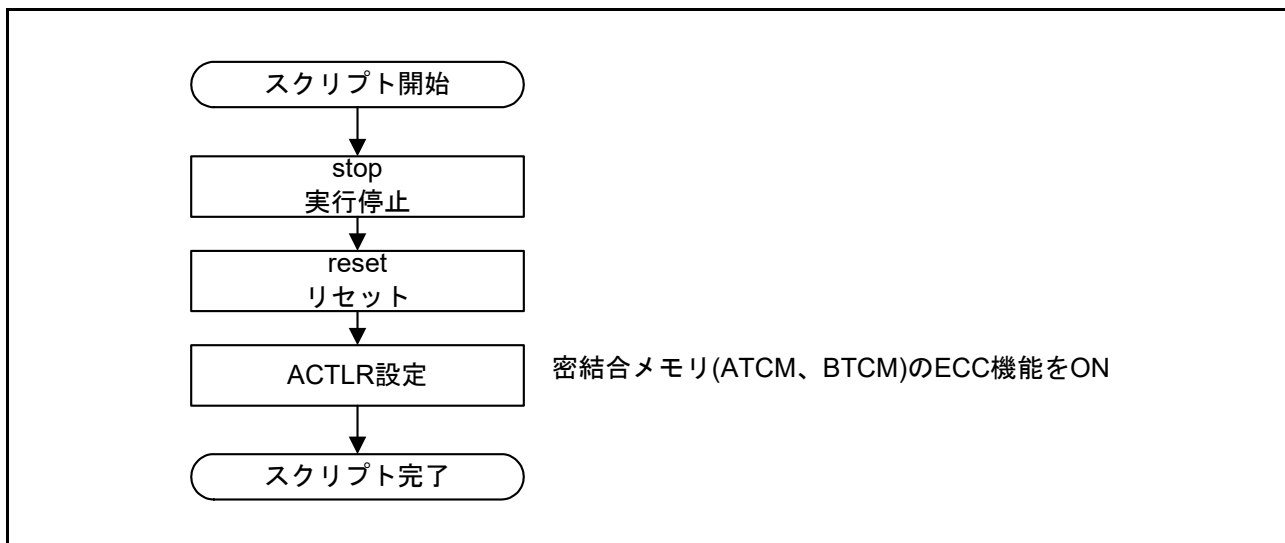 スクリプト開始
stop
実行停止
reset
リセット
ACTLR設定
密結合メモリ(ATCM、BTCM)のECC機能をON
スクリプト完了